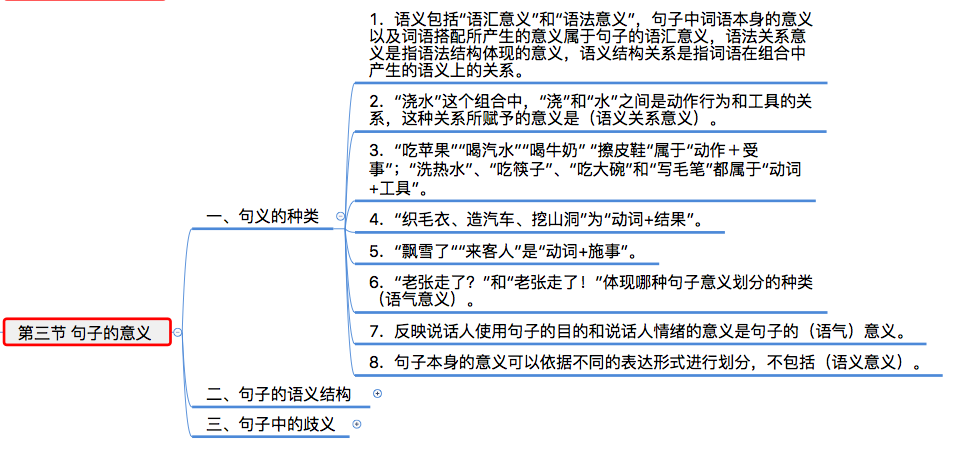 1．语义包括“语汇意义”和“语法意义”，句子中词语本身的意义
以及词语搭配所产生的意义属于句子的语汇意义，语法关系意
义是指语法结构体现的意义，语义结构关系是指词语在组合中
产生的语义上的关系。
2．“浇水”这个组合中，“浇”和“水”之间是动作行为和工具的关
系，这种关系所赋予的意义是（语义关系意义）。
3．“吃苹果”“喝汽水”“喝牛奶” “擦皮鞋”属于“动作＋受
事”；“洗热水”、“吃筷子”、“吃大碗”和“写毛笔”都属于“动词
+工具”。
一、句义的种类
4．“织毛衣、造汽车、挖山洞”为“动词+结果”。
5．“飘雪了”“来客人”是“动词+施事”。
6．“老张走了？”和“老张走了！”体现哪种句子意义划分的种类
（语气意义）。
第三节 句子的意义
7．反映说话人使用句子的目的和说话人情绪的意义是句子的（语气）意义。
8．句子本身的意义可以依据不同的表达形式进行划分，不包括（语义意义）。
二、句子的语义结构
三、句子中的歧义